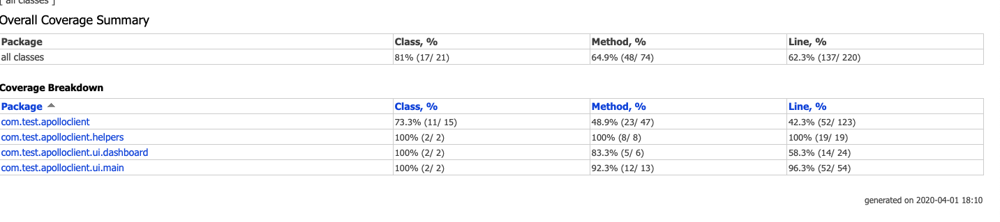 [ all classes ]
Overall Coverage Summary
Package Class, % Method, % Line, %
all classes 81% (17/ 21) 64.9% (48/ 74) 62.3% (137/ 220)
Coverage Breakdown
Package Class, % Method, % Line, %
com.test.apolloclient 73.3% (11/ 15) 48.9% (23/ 47) 42.3% (52/ 123)
com.test.apolloclient.helpers 100% (2/ 2) 100% (8/ 8) 100% (19/ 19)
com.test.apolloclient.ui.dashboard 100% (2/ 2) 83.3% (5/ 6) 58.3% (14/ 24)
com.test.apolloclient.ui.main 100% (2/ 2) 92.3% (12/ 13) 96.3% (52/ 54)
generated on 2020-04-01 18:10